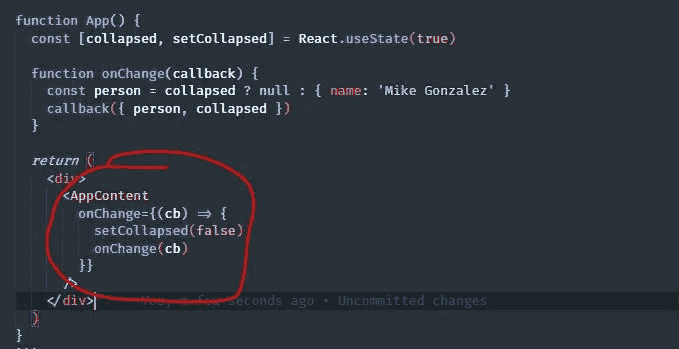 function App() {
const [collapsed, setCollapsed] = React.useState(true)
function onChange(callback) {
const person = collapsed ? null : { name: 'Mike Gonzalez' }
callback({ person, collapsed })
}
return (
<div>
<AppContent
onChange={(cb) => {
setCollapsed(false)
onChange(cb)
}}
/>
</div> You, a few seconds ago • Uncommitted changes
)
}